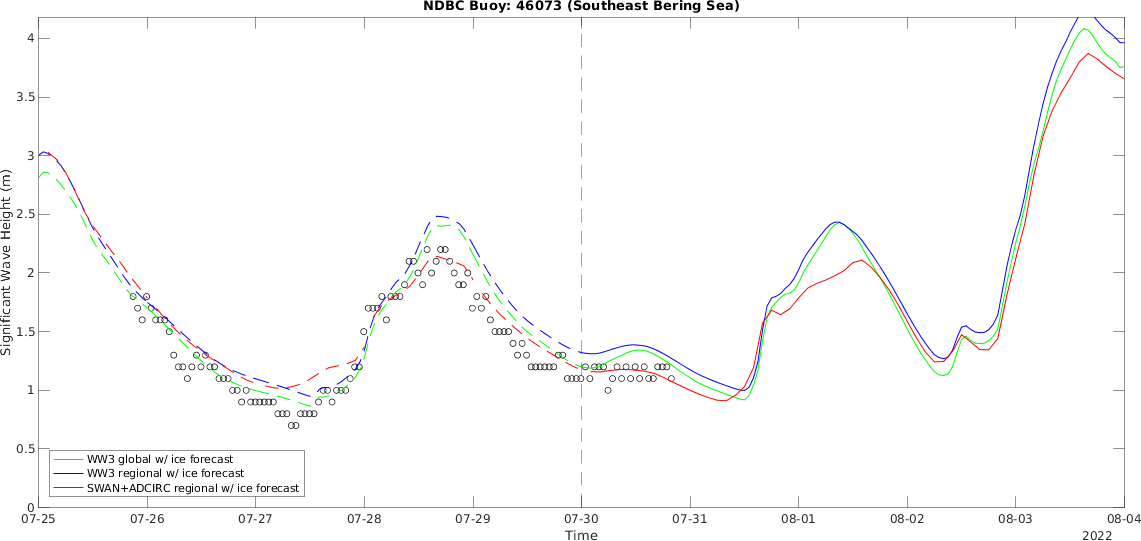 NDBC Buoy: 46073 (Southeast Bering Sea)
4
3.5
3
2.5
2
1.5
1
0.5
0
Significant Wave Height (m)
WW3 global w/ ice forecast
WW3 regional w/ ice forecast
SWAN+ADCIRC regional w/ ice forecast
07-25 07-26 07-27 07-28 07-29 07-30 07-31 08-01 08-02 08-03 08-04
Time
2022